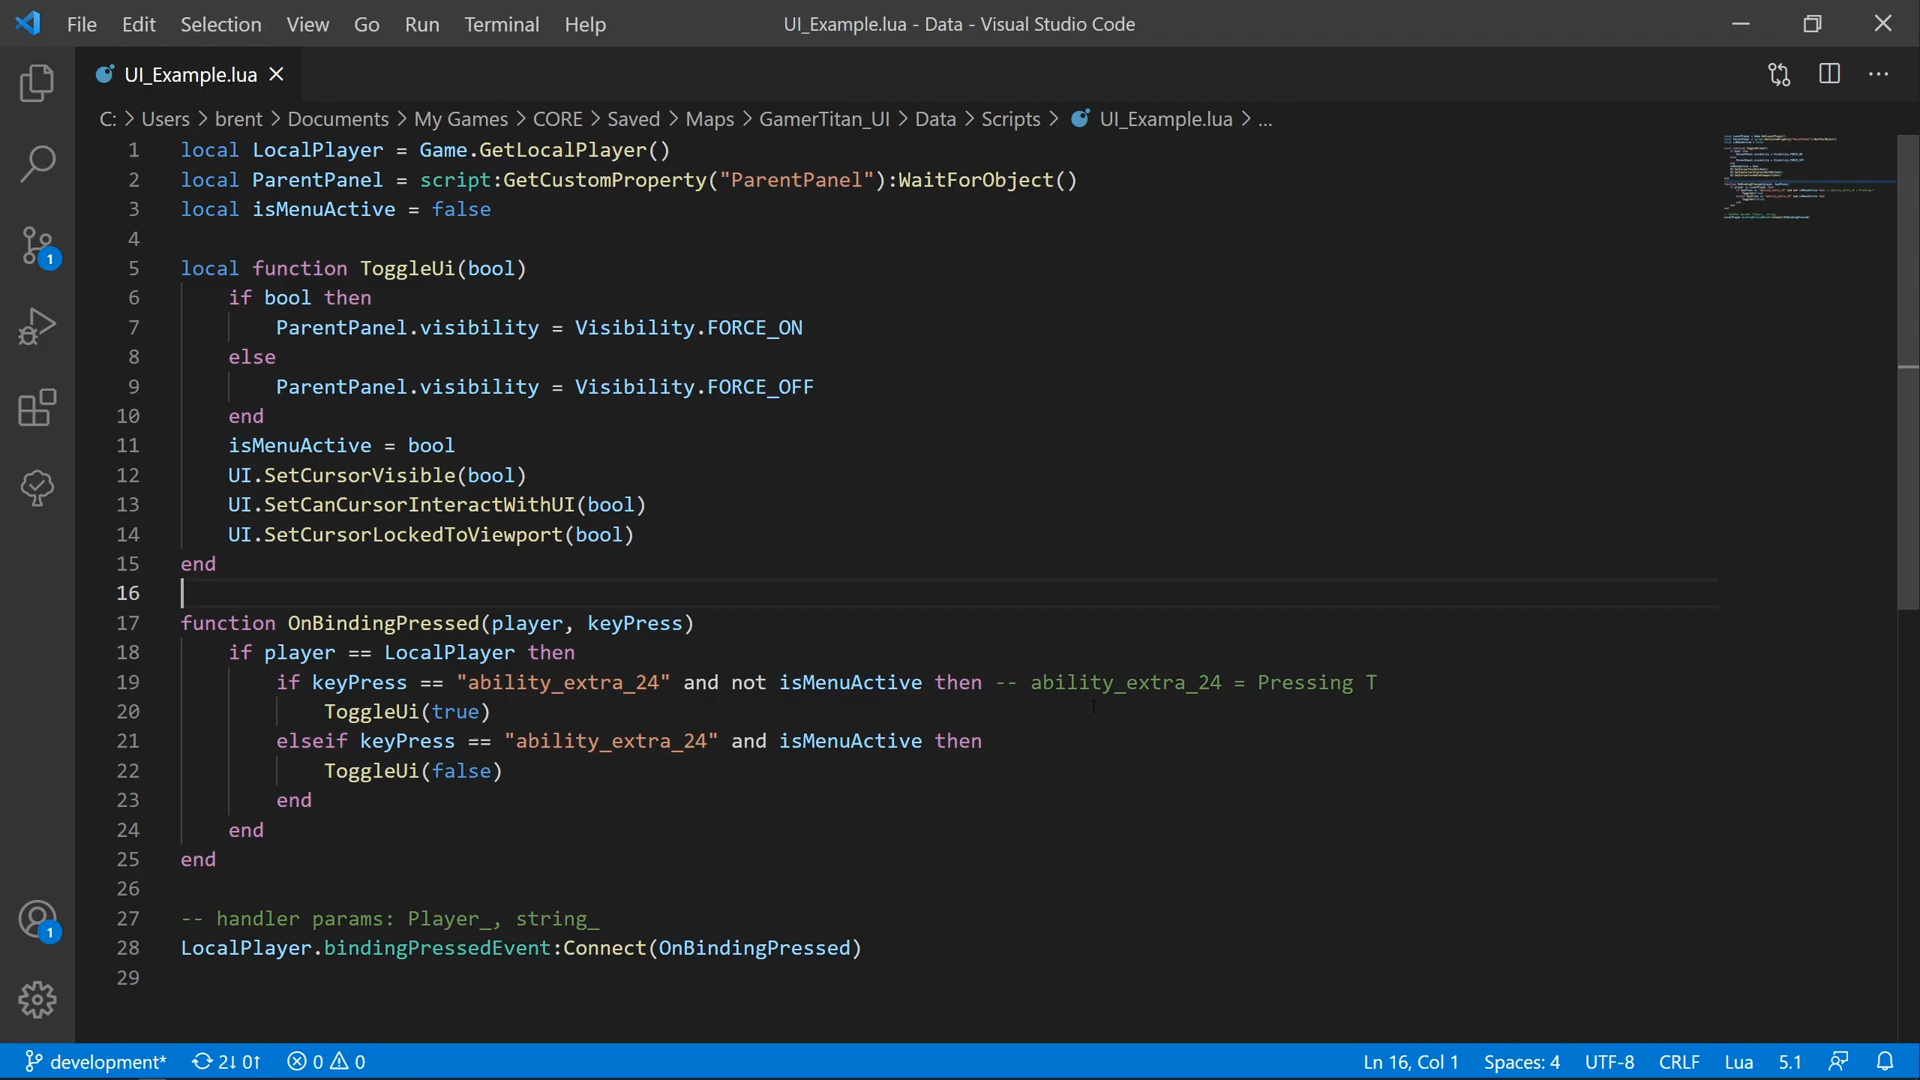 File Edit Selection View Go Run Terminal Help UI_Example.lua - Data - Visual Studio Code
UI_Example.lua
C: > Users > brent > Documents > My Games > CORE > Saved > Maps > GamerTitan_UI > Data > Scripts > UI_Example.lua > ...
1 local LocalPlayer = Game.GetLocalPlayer()
2 local ParentPanel = script:GetCustomProperty("ParentPanel"):WaitForObject()
3 local isMenuActive = false
4
5 local function ToggleUi(bool)
6     if bool then
7         ParentPanel.visibility = Visibility.FORCE_ON
8     else
9         ParentPanel.visibility = Visibility.FORCE_OFF
10     end
11     isMenuActive = bool
12     UI.SetCursorVisible(bool)
13     UI.SetCanCursorInteractWithUI(bool)
14     UI.SetCursorLockedToViewport(bool)
15 end
16
17 function OnBindingPressed(player, keyPress)
18     if player == LocalPlayer then
19         if keyPress == "ability_extra_24" and not isMenuActive then -- ability_extra_24 = Pressing T
20             ToggleUi(true)
21         elseif keyPress == "ability_extra_24" and isMenuActive then
22             ToggleUi(false)
23         end
24     end
25 end
26
27 -- handler params: Player_, string_
28 LocalPlayer.bindingPressedEvent:Connect(OnBindingPressed)
29
1
1
development* 2↓ 0↑ 0 0 Ln 16, Col 1 Spaces: 4 UTF-8 CRLF Lua 5.1